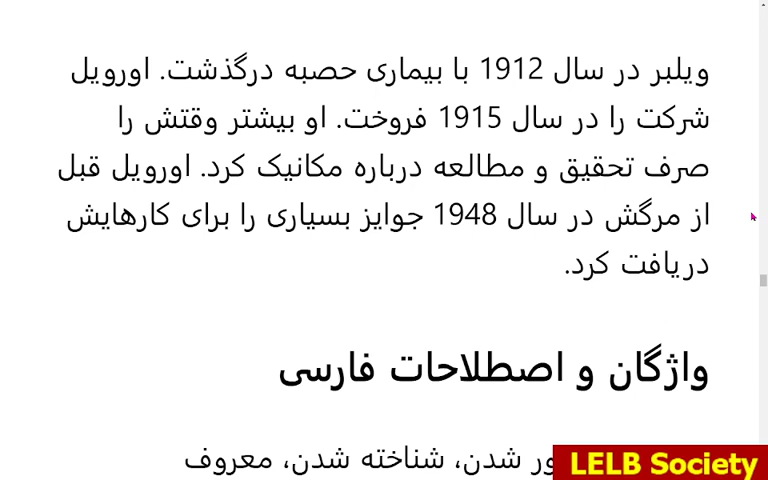 ویلبر در سال 1912 با بیماری حصبه درگذشت. اورویل
شرکت را در سال 1915 فروخت. او بیشتر وقتش را
صرف تحقیق و مطالعه درباره مکانیک کرد. اورویل قبل
از مرگش در سال 1948 جوایز بسیاری را برای کارهایش
دریافت کرد.
واژگان و اصطلاحات فارسی
شدن، شناخته شدن، معروف
LELB Society